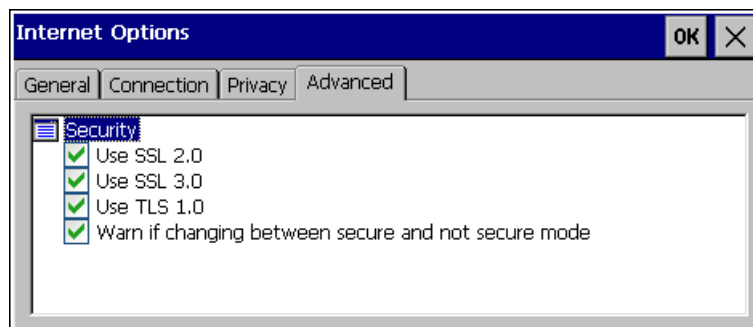 Internet Options OK
General Connection Privacy Advanced
Security
Use SSL 2.0
Use SSL 3.0
Use TLS 1.0
Warn if changing between secure and not secure mode